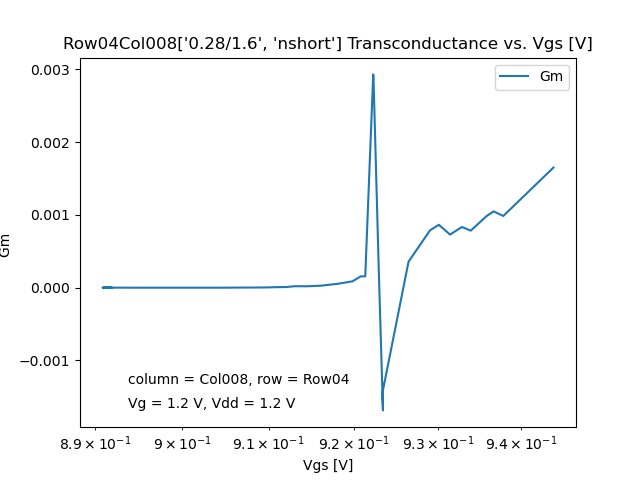 Row04Col008['0.28/1.6', 'nshort'] Transconductance vs. Vgs [V]
Gm
0.003
0.002
0.001
0.000
−0.001
Gm
column = Col008, row = Row04
Vg = 1.2 V, Vdd = 1.2 V
8.9 × 10⁻¹ 9 × 10⁻¹ 9.1 × 10⁻¹ 9.2 × 10⁻¹ 9.3 × 10⁻¹ 9.4 × 10⁻¹
Vgs [V]